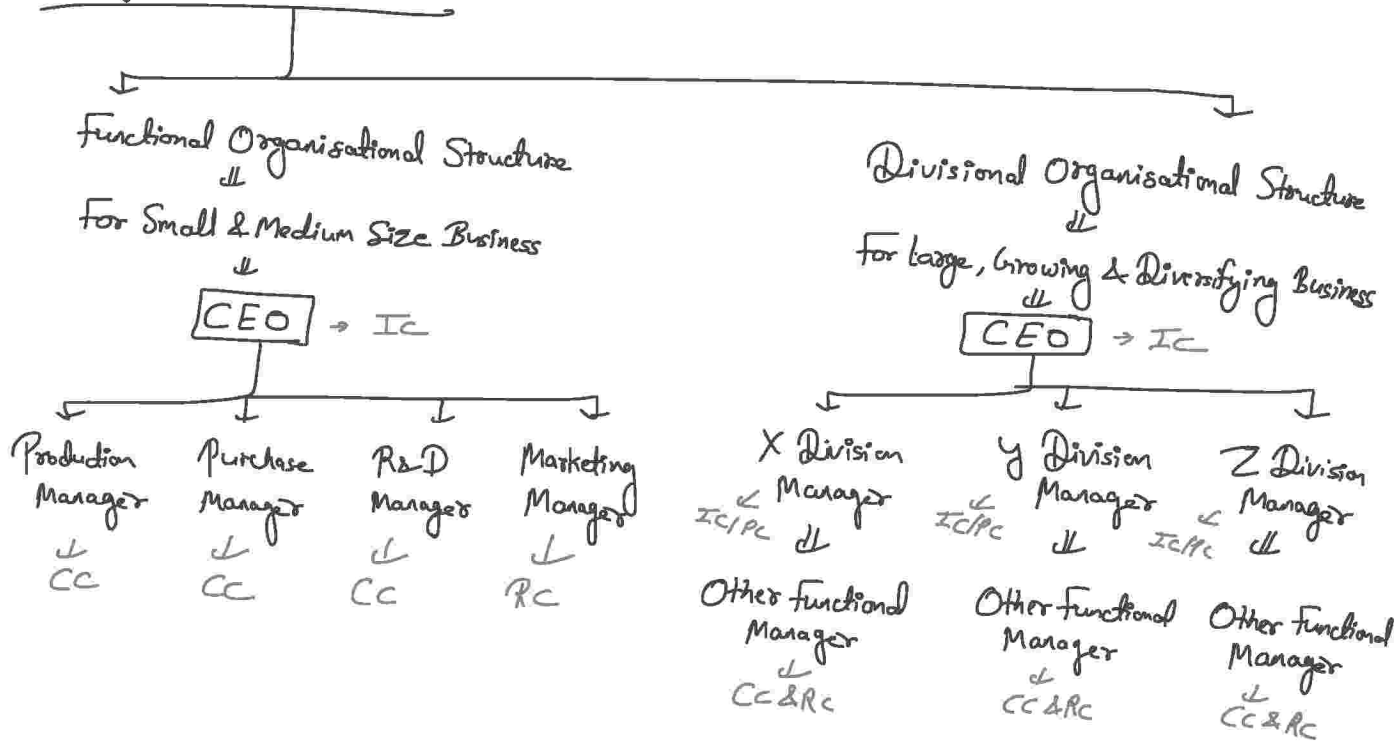 Functional Organisational Structure
For Small & Medium Size Business
CEO → IC
Production Manager
CC
Purchase Manager
CC
R&D Manager
CC
Marketing Manager
RC
Divisional Organisational Structure
For Large, Growing & Diversifying Business
CEO → IC
X Division Manager
IC/PC
Other Functional Manager
CC & RC
Y Division Manager
IC/PC
Other Functional Manager
CC & RC
Z Division Manager
IC/PC
Other Functional Manager
CC & RC